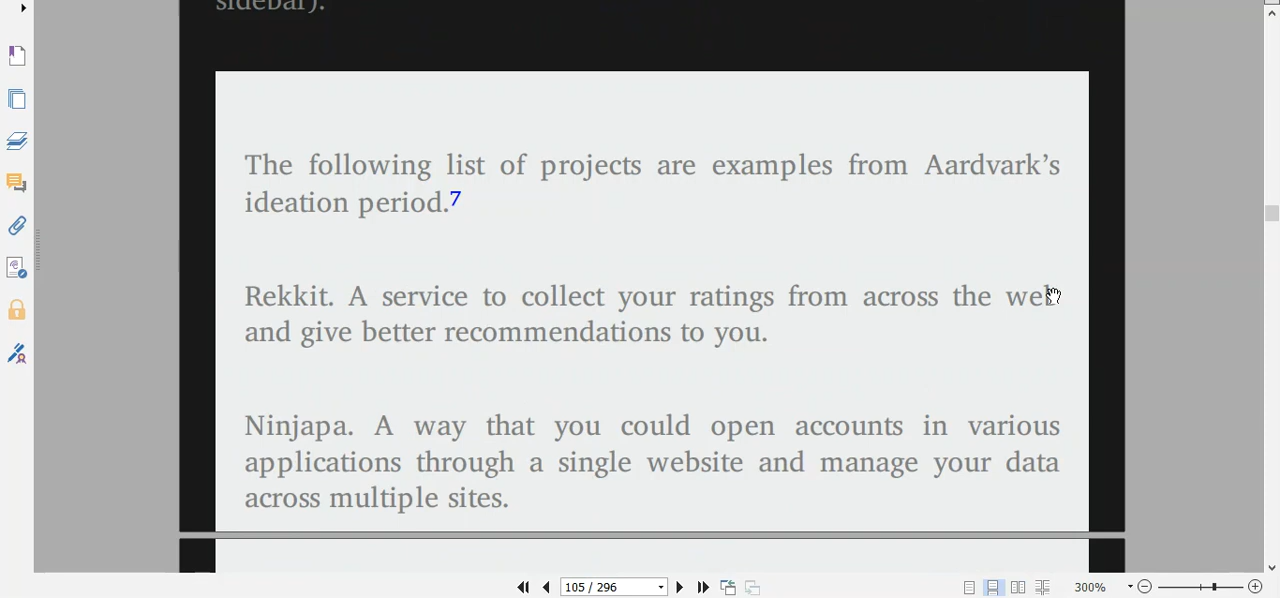 sidebar).
The following list of projects are examples from Aardvark’s
ideation period.7
Rekkit. A service to collect your ratings from across the web
and give better recommendations to you.
Ninjapa. A way that you could open accounts in various
applications through a single website and manage your data
across multiple sites.
105 / 296
300%